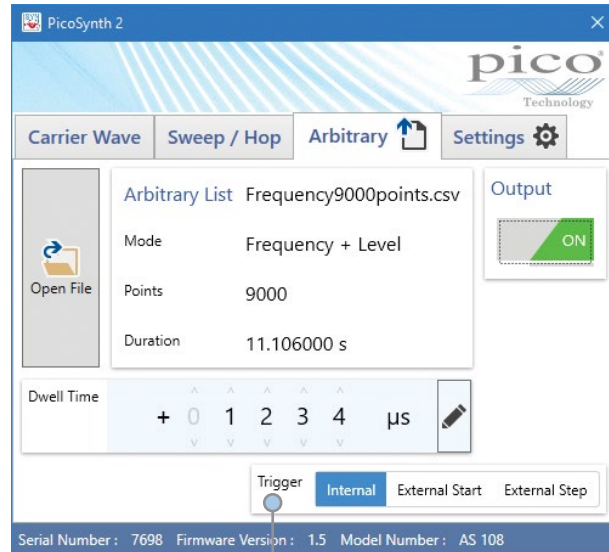 PicoSynth 2
pico
Technology
Carrier Wave Sweep / Hop Arbitrary Settings
Open File
Arbitrary List Frequency9000points.csv
Mode Frequency + Level
Points 9000
Duration 11.106000 s
Output
ON
Dwell Time + 0 1 2 3 4 µs
Trigger Internal External Start External Step
Serial Number : 7698 Firmware Version : 1.5 Model Number : AS 108